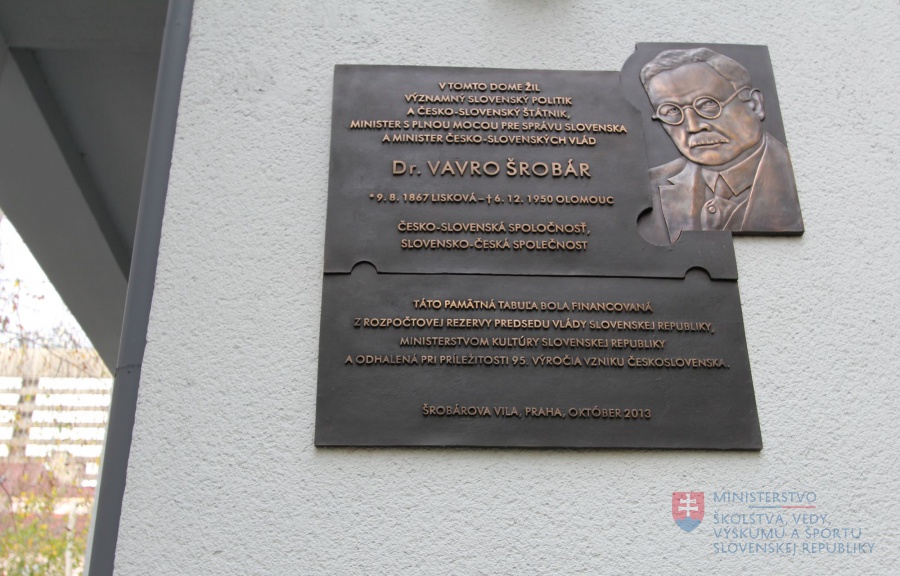 V TOMTO DOME ŽIL
VÝZNAMNÝ SLOVENSKÝ POLITIK
A ČESKO-SLOVENSKÝ ŠTÁTNIK,
MINISTER S PLNOU MOCOU PRE SPRÁVU SLOVENSKA
A MINISTER ČESKO-SLOVENSKÝCH VLÁD
Dr. VAVRO ŠROBÁR
* 9. 8. 1867 LISKOVÁ – † 6. 12. 1950 OLOMOUC
ČESKO-SLOVENSKÁ SPOLOČNOSŤ,
SLOVENSKO-ČESKÁ SPOLEČNOST
TÁTO PAMÄTNÁ TABUĽA BOLA FINANCOVANÁ
Z ROZPOČTOVEJ REZERVY PREDSEDU VLÁDY SLOVENSKEJ REPUBLIKY,
MINISTERSTVOM KULTÚRY SLOVENSKEJ REPUBLIKY
A ODHALENÁ PRI PRÍLEŽITOSTI 95. VÝROČIA VZNIKU ČESKOSLOVENSKA.
ŠROBÁROVA VILA, PRAHA, OKTÓBER 2013
MINISTERSTVO
ŠKOLSTVA, VEDY,
VÝSKUMU A ŠPORTU
SLOVENSKEJ REPUBLIKY